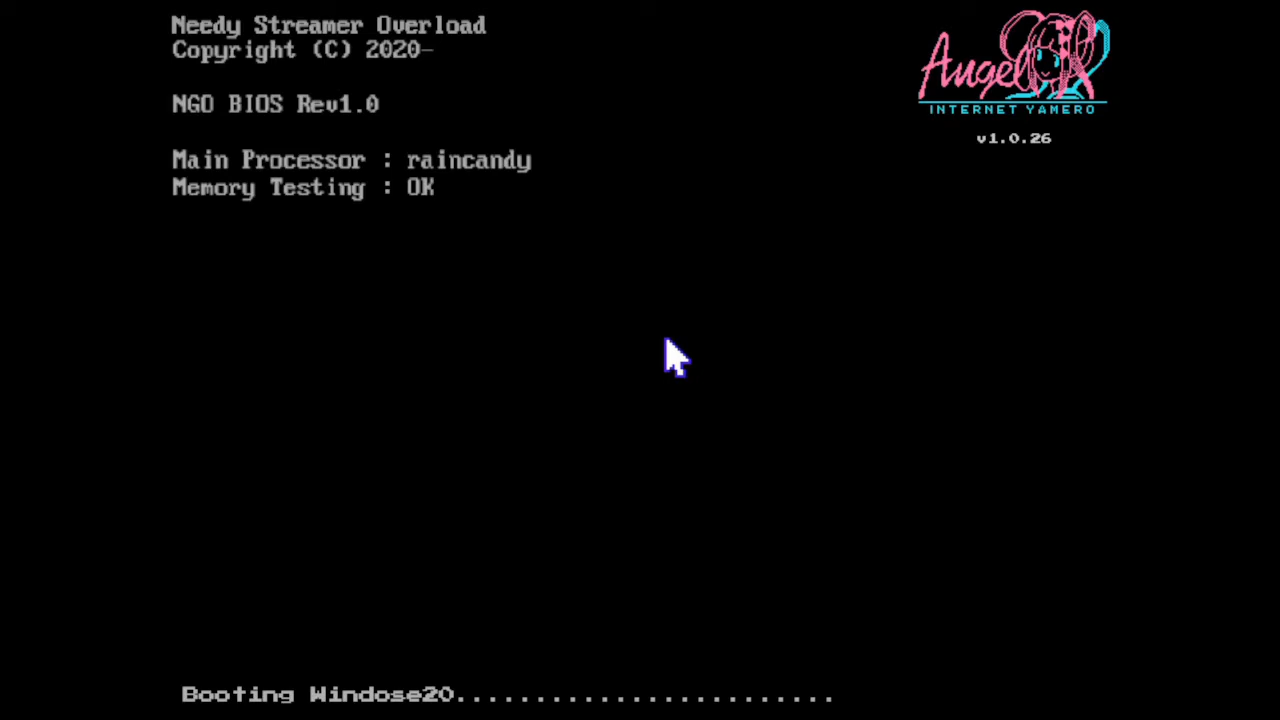 Needy Streamer Overload
Copyright (C) 2020-
NGO BIOS Rev1.0
Main Processor : raincandy
Memory Testing : OK
Angel
INTERNET YAMERO
v1.0.26
Booting Windose20........................